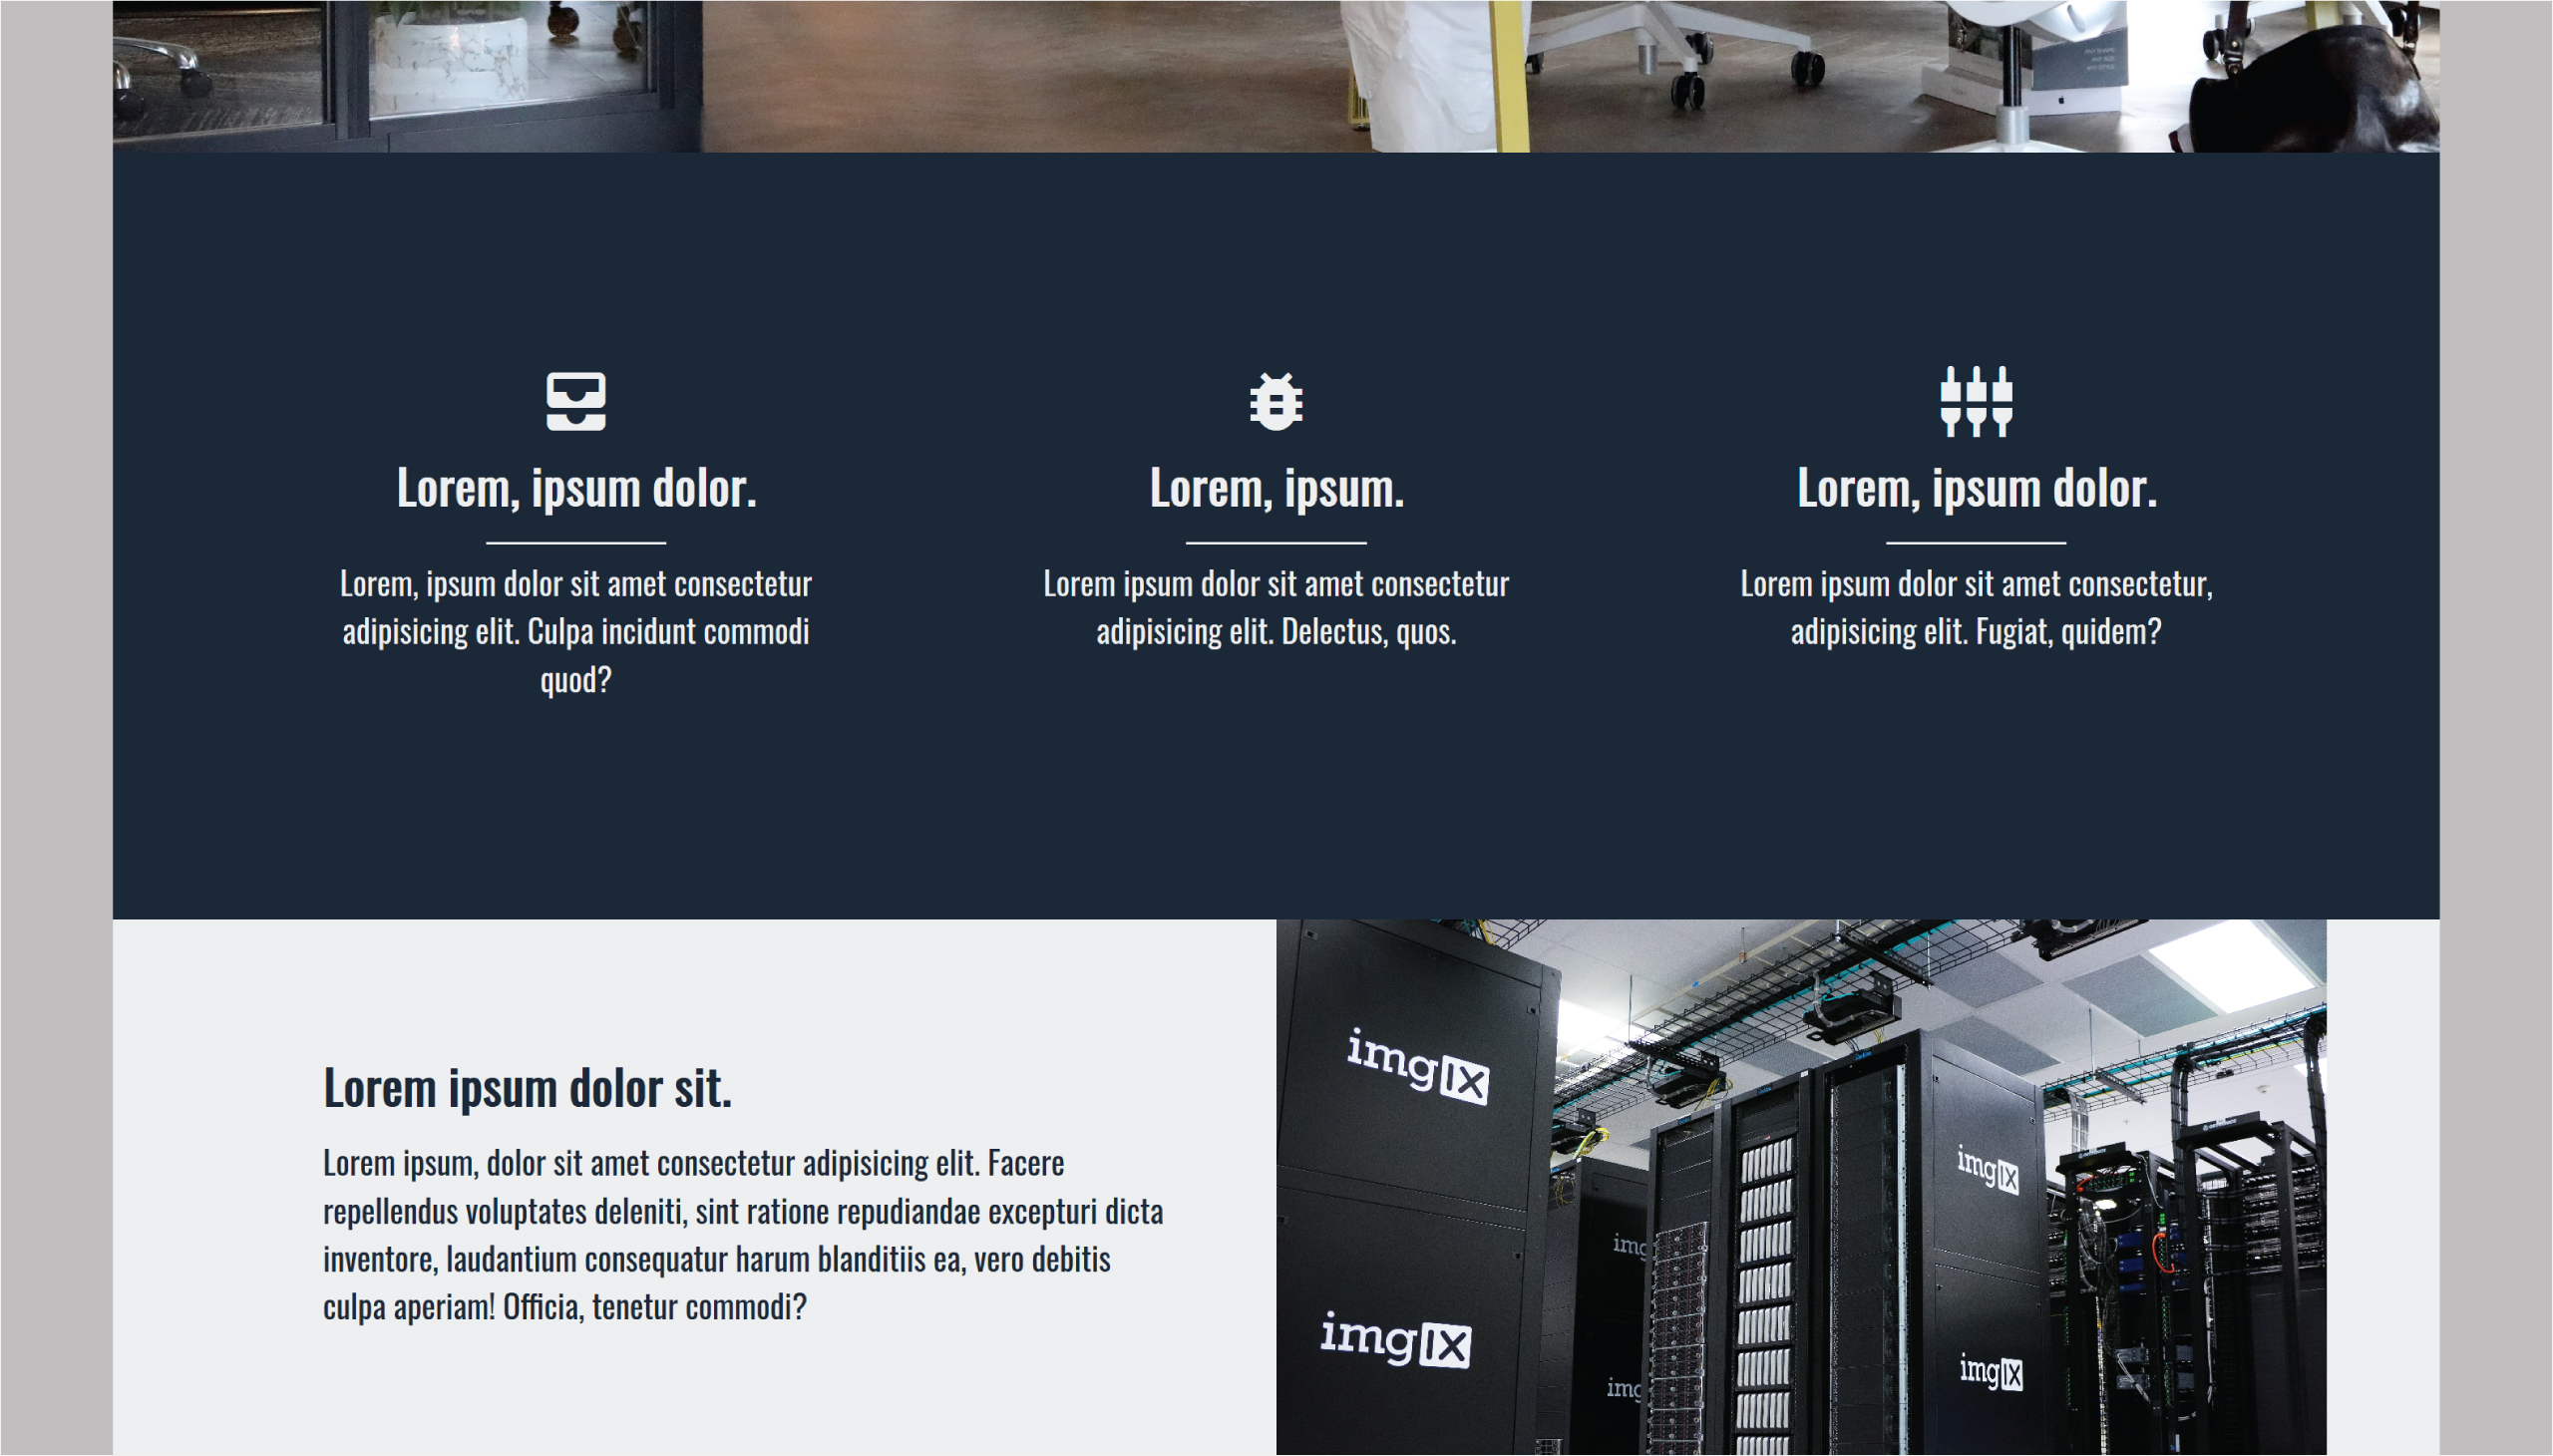 Lorem, ipsum dolor.
Lorem, ipsum dolor sit amet consectetur
adipisicing elit. Culpa incidunt commodi
quod?
Lorem, ipsum.
Lorem ipsum dolor sit amet consectetur
adipisicing elit. Delectus, quos.
Lorem, ipsum dolor.
Lorem ipsum dolor sit amet consectetur,
adipisicing elit. Fugiat, quidem?
Lorem ipsum dolor sit.
Lorem ipsum, dolor sit amet consectetur adipisicing elit. Facere
repellendus voluptates deleniti, sint ratione repudiandae excepturi dicta
inventore, laudantium consequatur harum blanditiis ea, vero debitis
culpa aperiam! Officia, tenetur commodi?
imgIX
imgIX
imgIX
imgIX
img
img